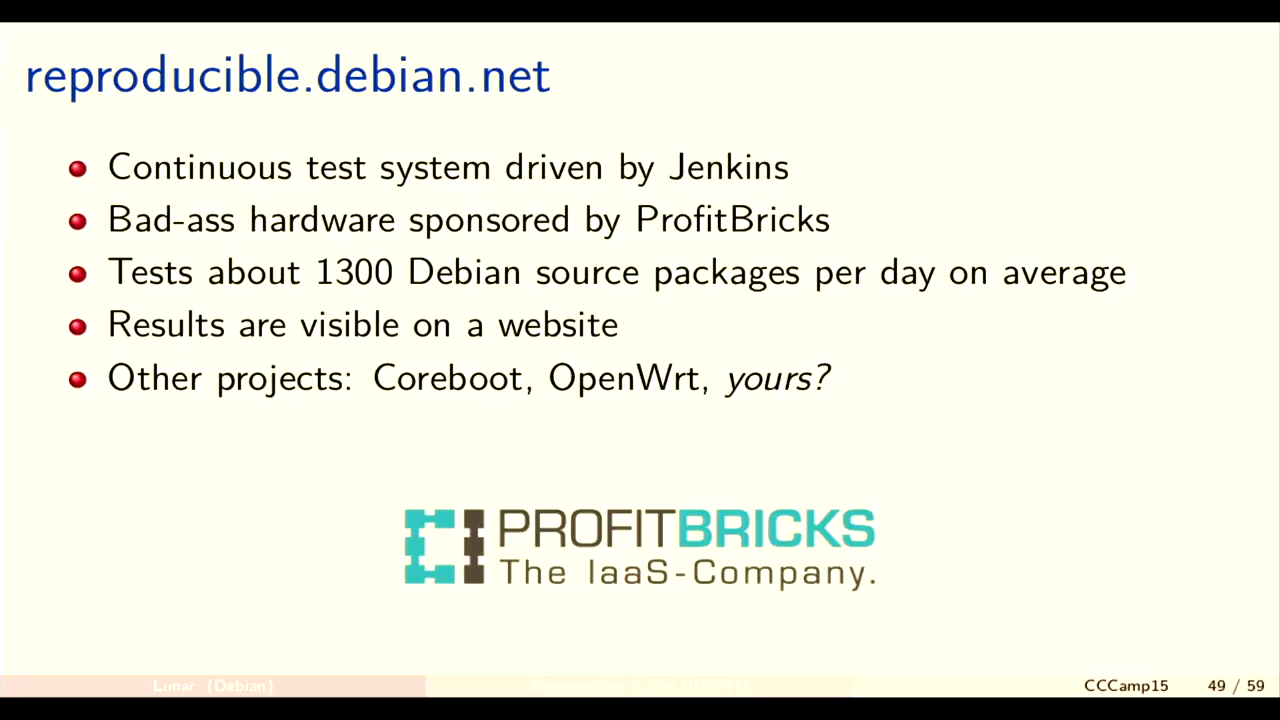 reproducible.debian.net
Continuous test system driven by Jenkins
Bad-ass hardware sponsored by ProfitBricks
Tests about 1300 Debian source packages per day on average
Results are visible on a website
Other projects: Coreboot, OpenWrt, yours?
PROFITBRICKS
The IaaS-Company.
Lunar (Debian)
CCCamp15 49 / 59